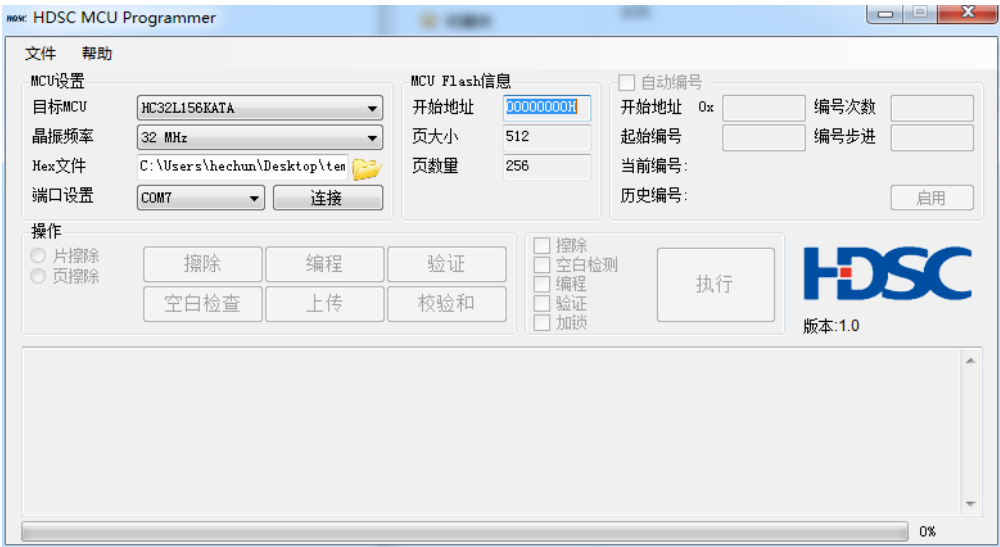 HDSC MCU Programmer
文件 帮助
MCU设置
目标MCU HC32L156KATA
晶振频率 32 MHz
Hex文件 C:\Users\hechun\Desktop\ten
端口设置 COM7 连接
MCU Flash信息
开始地址 00000000H
页大小 512
页数量 256
自动编号
开始地址 0x 编号次数
起始编号 编号步进
当前编号:
历史编号: 启用
操作
片擦除
页擦除
擦除 编程 验证
空白检查 上传 校验和
擦除
空白检测
编程
验证
加锁
执行
HDSC
版本:1.0
0%